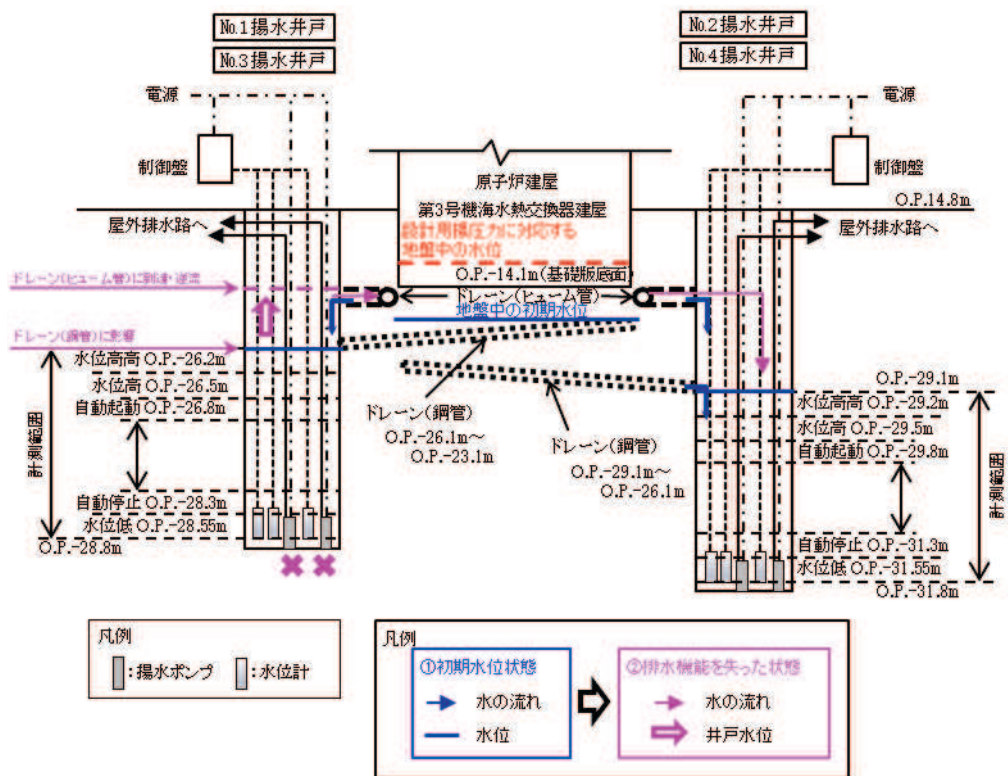 No.1揚水井戸
No.3揚水井戸
No.2揚水井戸
No.4揚水井戸
電源
制御盤
電源
制御盤
原子炉建屋
第3号機海水熱交換器建屋
設計用揚圧力に対応する
地盤中の水位
O.P.-14.1m(基礎版底面)
O.P.14.8m
屋外排水路へ
屋外排水路へ
ドレーン(ヒューム管)に到達・逆流
ドレーン(ヒューム管)
地盤中の初期水位
ドレーン(鋼管)に影響
水位高高 O.P.-26.2m
水位高 O.P.-26.5m
自動起動 O.P.-26.8m
計測範囲
自動停止 O.P.-28.3m
水位低 O.P.-28.55m
O.P.-28.8m
ドレーン(鋼管)
O.P.-26.1m～
O.P.-23.1m
ドレーン(鋼管)
O.P.-29.1m～
O.P.-26.1m
O.P.-29.1m
水位高高 O.P.-29.2m
水位高 O.P.-29.5m
自動起動 O.P.-29.8m
計測範囲
自動停止 O.P.-31.3m
水位低 O.P.-31.55m
O.P.-31.8m
凡例
:揚水ポンプ
:水位計
凡例
①初期水位状態
水の流れ
水位
②排水機能を失った状態
水の流れ
井戸水位